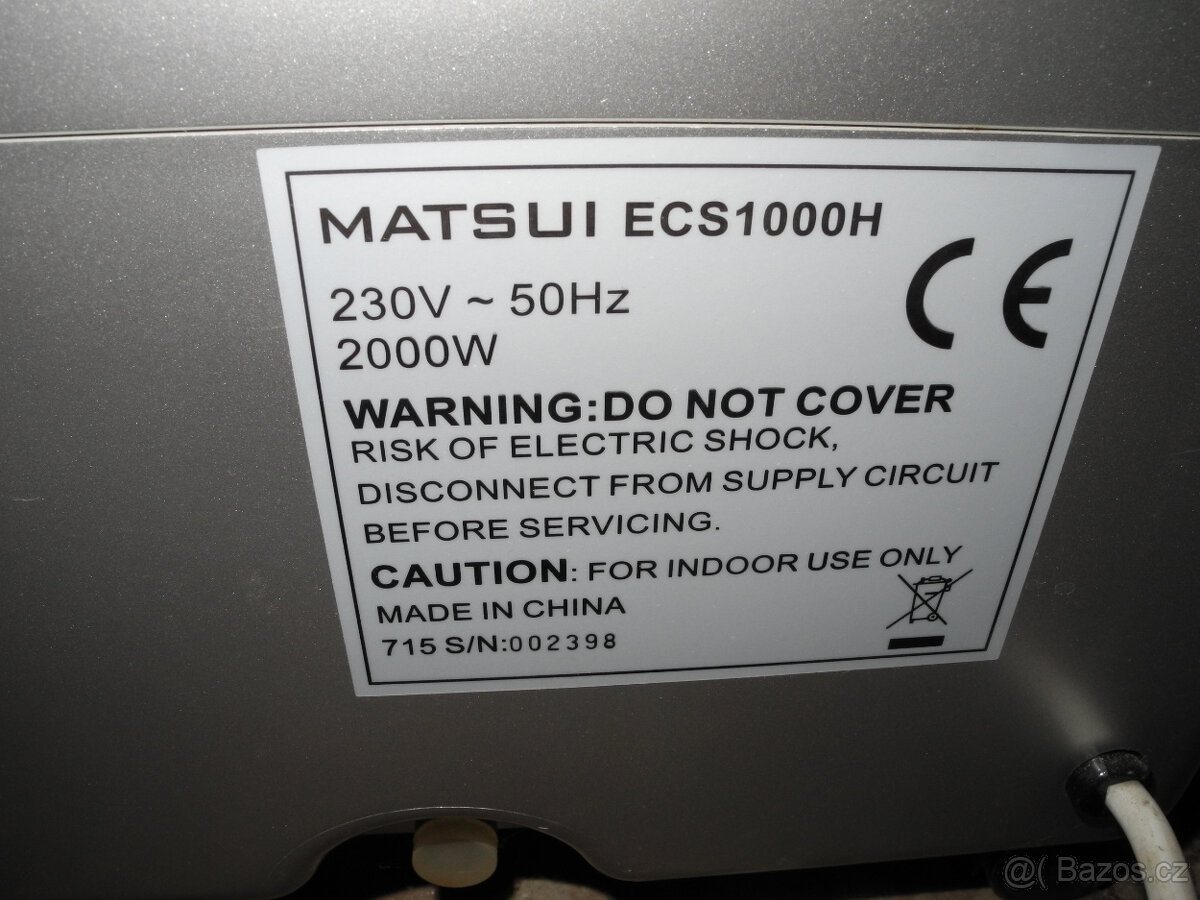 MATSUI ECS1000H
230V ~ 50Hz
2000W
WARNING:DO NOT COVER
RISK OF ELECTRIC SHOCK,
DISCONNECT FROM SUPPLY CIRCUIT
BEFORE SERVICING.
CAUTION: FOR INDOOR USE ONLY
MADE IN CHINA
715 S/N:002398
CE
@( Bazos.cz